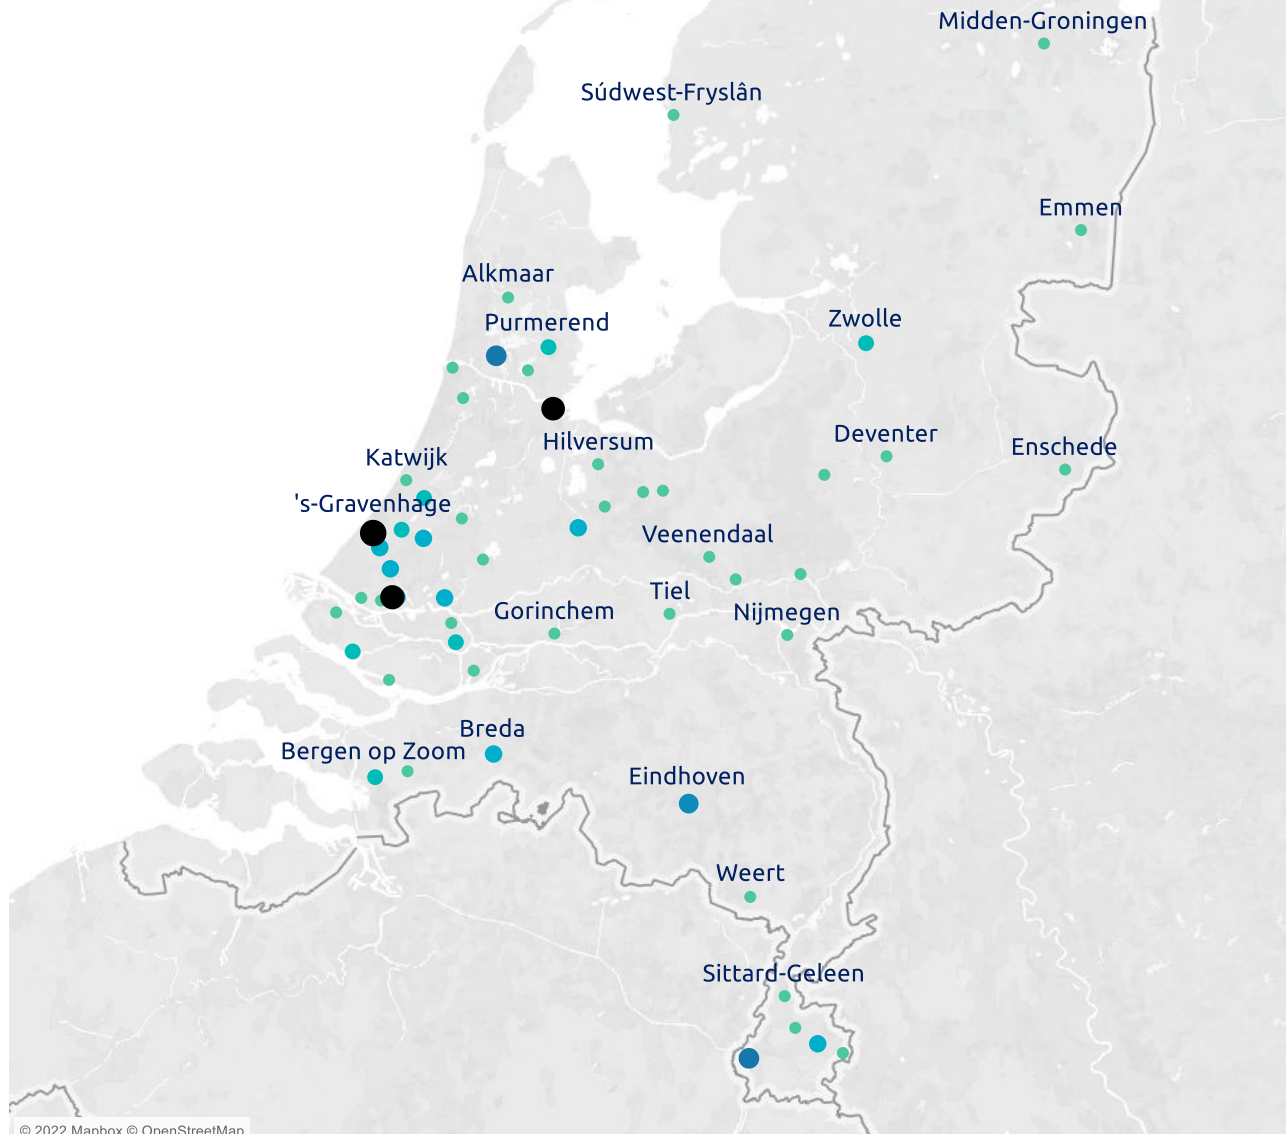 Midden-Groningen
Súdwest-Fryslân
Emmen
Alkmaar
Purmerend
Zwolle
Hilversum
Deventer
Enschede
Katwijk
's-Gravenhage
Veenendaal
Tiel
Gorinchem
Nijmegen
Breda
Bergen op Zoom
Eindhoven
Weert
Sittard-Geleen
© 2022 Mapbox © OpenStreetMap